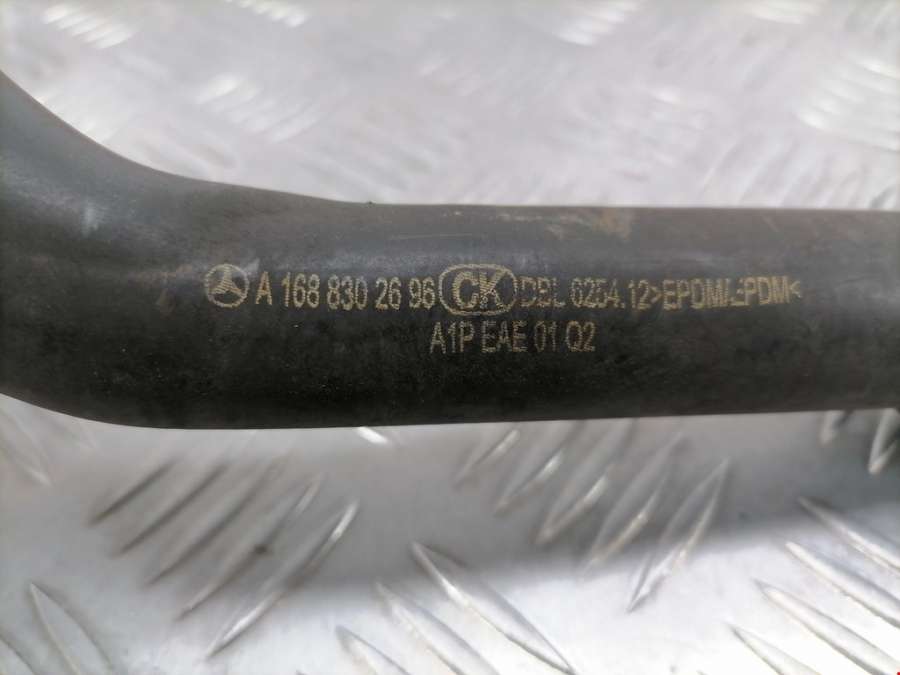 A 168 830 26 96 CK DBL 6254.12>EPDM/EPDM<
A1P EAE 01 Q2